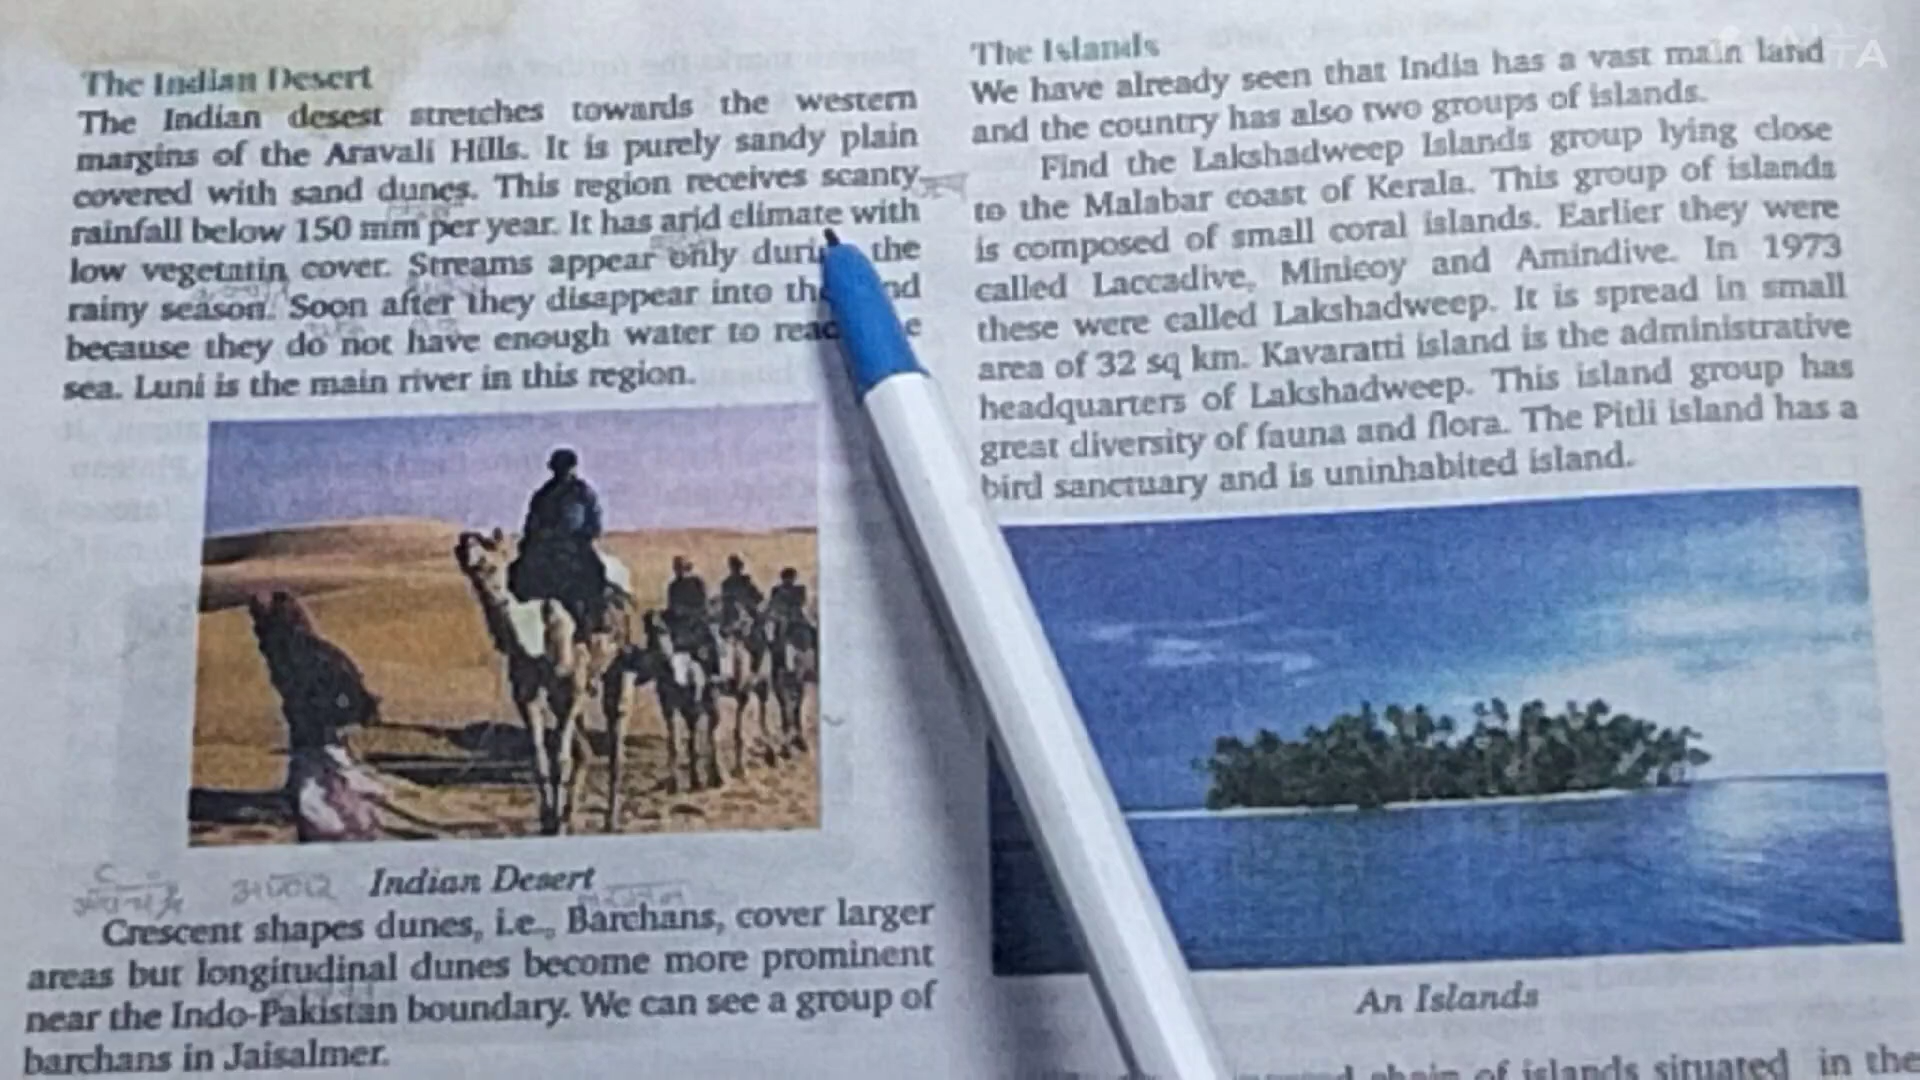 The Indian Desert
The Indian desest stretches towards the western
margins of the Aravali Hills. It is purely sandy plain
covered with sand dunes. This region receives scanty
rainfall below 150 mm per year. It has arid climate with
low vegetatin cover. Streams appear only during the
rainy season. Soon after they disappear into the
because they do not have enough water to
sea. Luni is the main river in this region.
अर्धचन्द्र
Indian Desert
Crescent shapes dunes, i.e., Barchans, cover larger
areas but longitudinal dunes become more prominent
near the Indo-Pakistan boundary. We can see a group of
barchans in Jaisalmer.
The Islands
We have already seen that India has a vast main land
and the country has also two groups of islands.
Find the Lakshadweep Islands group lying close
to the Malabar coast of Kerala. This group of islands
is composed of small coral islands. Earlier they were
called Laccadive, Minicoy and Amindive. In 1973
these were called Lakshadweep. It is spread in small
area of 32 sq km. Kavaratti island is the administrative
headquarters of Lakshadweep. This island group has
great diversity of fauna and flora. The Pitli island has a
bird sanctuary and is uninhabited island.
An Islands
of islands situated in the